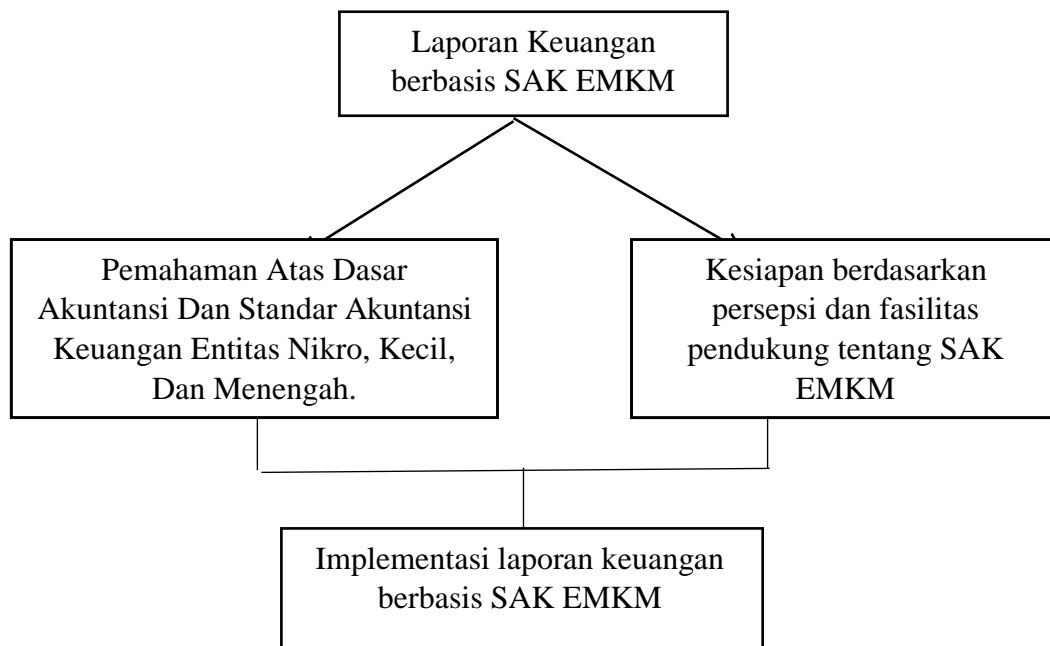 Laporan Keuangan
berbasis SAK EMKM
Pemahaman Atas Dasar
Akuntansi Dan Standar Akuntansi
Keuangan Entitas Nikro, Kecil,
Dan Menengah.
Kesiapan berdasarkan
persepsi dan fasilitas
pendukung tentang SAK
EMKM
Implementasi laporan keuangan
berbasis SAK EMKM